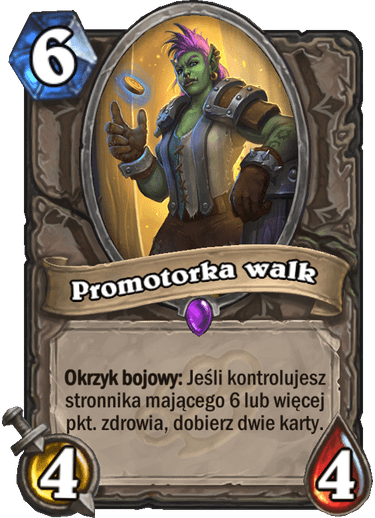 6
Promotorka walk
Okrzyk bojowy: Jeśli kontrolujesz
stronnika mającego 6 lub więcej
pkt. zdrowia, dobierz dwie karty.
4
4